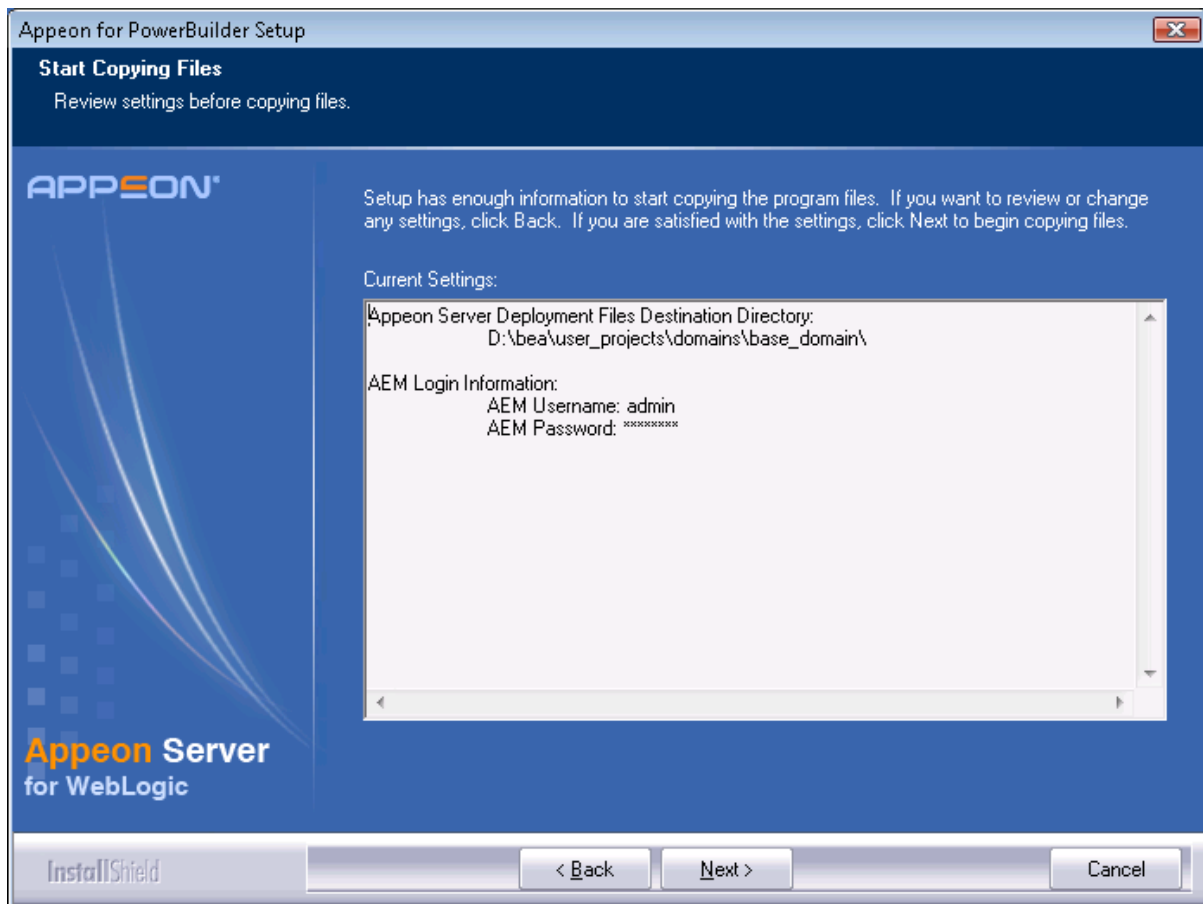 Appeon for PowerBuilder Setup
Start Copying Files
Review settings before copying files.
APPEON®
Setup has enough information to start copying the program files. If you want to review or change
any settings, click Back. If you are satisfied with the settings, click Next to begin copying files.
Current Settings:
Appeon Server Deployment Files Destination Directory:
D:\bea\user_projects\domains\base_domain\
AEM Login Information:
AEM Username: admin
AEM Password: ********
Appeon Server
for WebLogic
InstallShield
< Back
Next >
Cancel